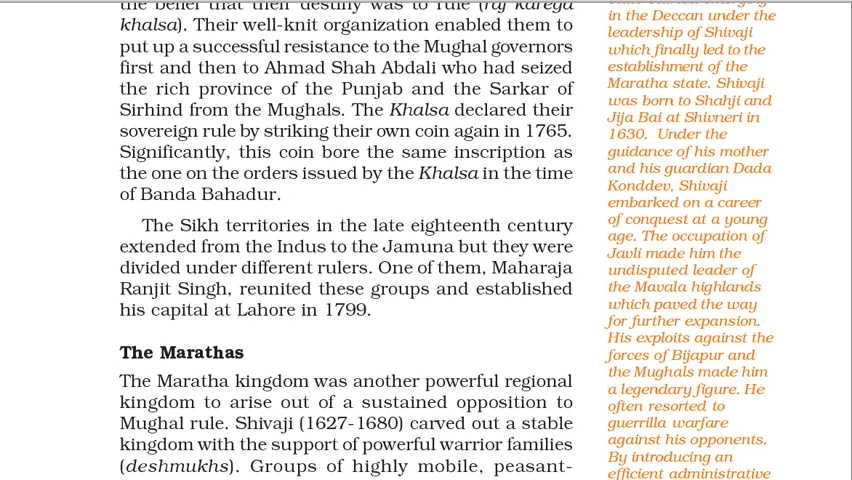 the belief that their destiny was to rule (raj karega
khalsa). Their well-knit organization enabled them to
put up a successful resistance to the Mughal governors
first and then to Ahmad Shah Abdali who had seized
the rich province of the Punjab and the Sarkar of
Sirhind from the Mughals. The Khalsa declared their
sovereign rule by striking their own coin again in 1765.
Significantly, this coin bore the same inscription as
the one on the orders issued by the Khalsa in the time
of Banda Bahadur.
The Sikh territories in the late eighteenth century
extended from the Indus to the Jamuna but they were
divided under different rulers. One of them, Maharaja
Ranjit Singh, reunited these groups and established
his capital at Lahore in 1799.
The Marathas
The Maratha kingdom was another powerful regional
kingdom to arise out of a sustained opposition to
Mughal rule. Shivaji (1627-1680) carved out a stable
kingdom with the support of powerful warrior families
(deshmukhs). Groups of highly mobile, peasant-
in the Deccan under the
leadership of Shivaji
which finally led to the
establishment of the
Maratha state. Shivaji
was born to Shahji and
Jija Bai at Shivneri in
1630. Under the
guidance of his mother
and his guardian Dada
Konddev, Shivaji
embarked on a career
of conquest at a young
age. The occupation of
Javli made him the
undisputed leader of
the Mavala highlands
which paved the way
for further expansion.
His exploits against the
forces of Bijapur and
the Mughals made him
a legendary figure. He
often resorted to
guerrilla warfare
against his opponents.
By introducing an
efficient administrative